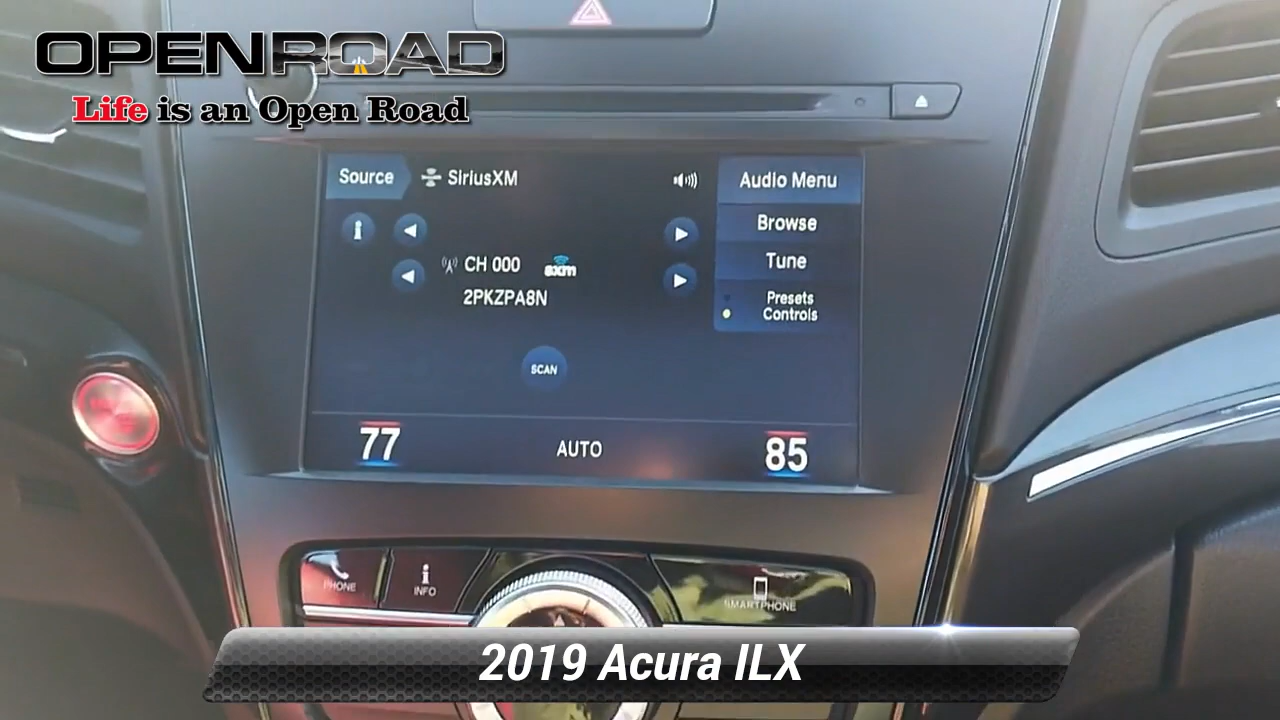 OPENROAD
Life is an Open Road
Source
SiriusXM
Audio Menu
Browse
Tune
Presets
Controls
CH 000
sxm
2PKZPA8N
SCAN
77
AUTO
85
PHONE
INFO
SMARTPHONE
2019 Acura ILX